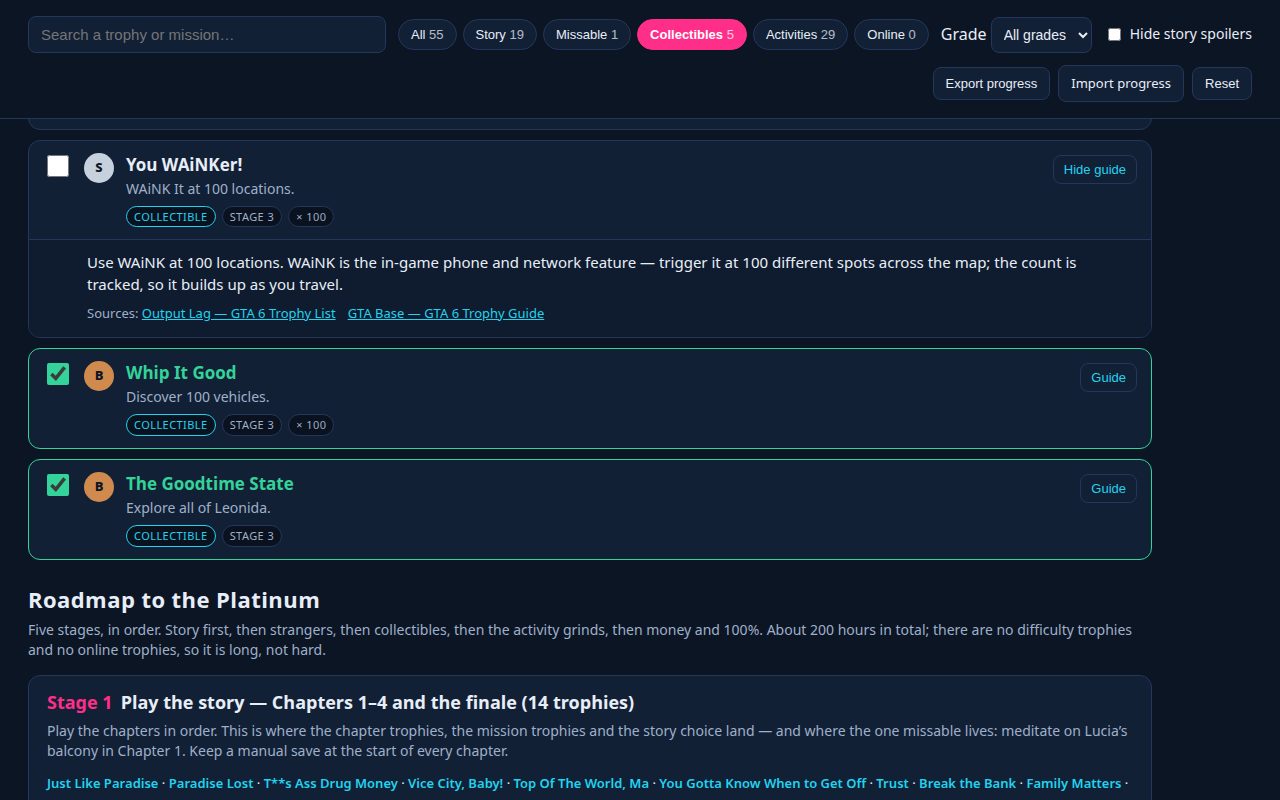 Search a trophy or mission…
All 55
Story 19
Missable 1
Collectibles 5
Activities 29
Online 0
Grade
All grades
Hide story spoilers
Export progress
Import progress
Reset
S
You WAiNKer!
Hide guide
WAiNK It at 100 locations.
COLLECTIBLE
STAGE 3
× 100
Use WAiNK at 100 locations. WAiNK is the in-game phone and network feature — trigger it at 100 different spots across the map; the count is
tracked, so it builds up as you travel.
Sources: Output Lag — GTA 6 Trophy List GTA Base — GTA 6 Trophy Guide
B
Whip It Good
Guide
Discover 100 vehicles.
COLLECTIBLE
STAGE 3
× 100
B
The Goodtime State
Guide
Explore all of Leonida.
COLLECTIBLE
STAGE 3
Roadmap to the Platinum
Five stages, in order. Story first, then strangers, then collectibles, then the activity grinds, then money and 100%. About 200 hours in total; there are no difficulty trophies
and no online trophies, so it is long, not hard.
Stage 1 Play the story — Chapters 1–4 and the finale (14 trophies)
Play the chapters in order. This is where the chapter trophies, the mission trophies and the story choice land — and where the one missable lives: meditate on Lucia’s
balcony in Chapter 1. Keep a manual save at the start of every chapter.
Just Like Paradise · Paradise Lost · T**s Ass Drug Money · Vice City, Baby! · Top Of The World, Ma · You Gotta Know When to Get Off · Trust · Break the Bank · Family Matters ·